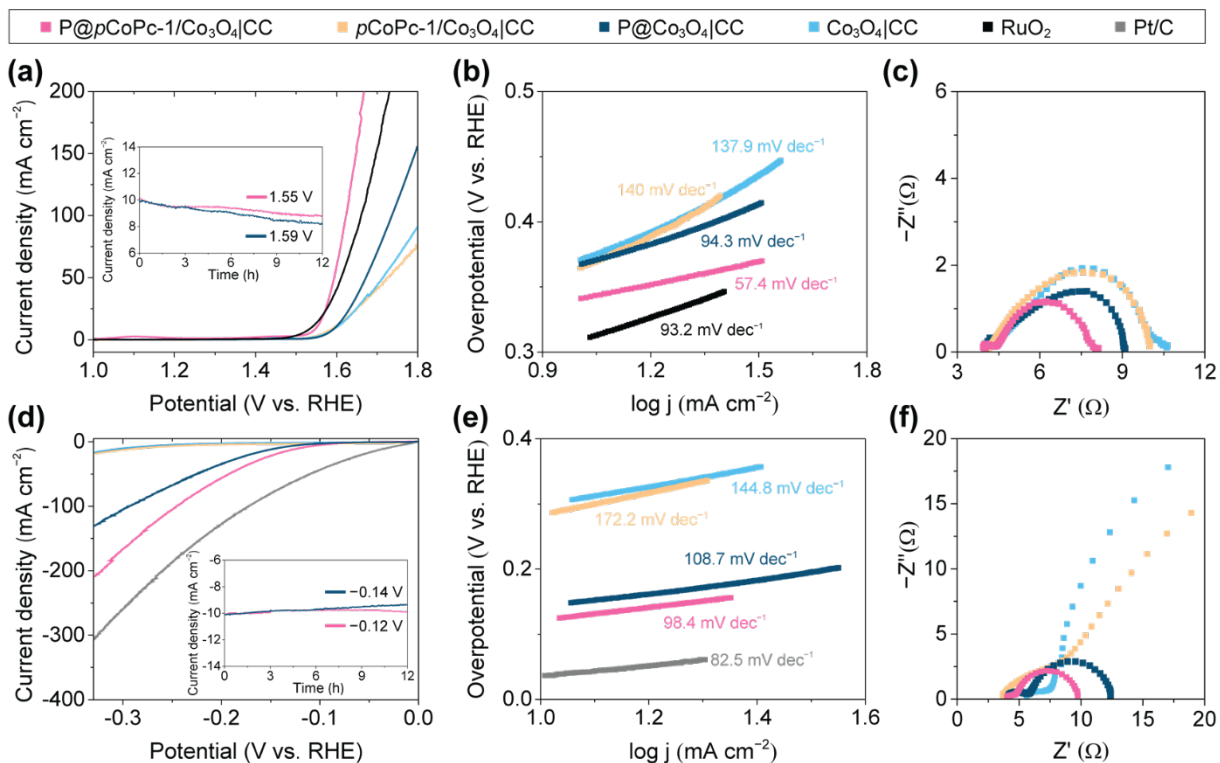 P@pCoPc-1/Co₃O₄|CC pCoPc-1/Co₃O₄|CC P@Co₃O₄|CC Co₃O₄|CC RuO₂ Pt/C
(a)
Current density (mA cm⁻²)
200
150
100
50
0
1.0 1.2 1.4 1.6 1.8
Potential (V vs. RHE)
Current density (mA cm⁻²)
14
12
10
8
6
0 3 6 9 12
Time (h)
1.55 V
1.59 V
(b)
Overpotential (V vs. RHE)
0.5
0.4
0.3
0.9 1.2 1.5 1.8
log j (mA cm⁻²)
137.9 mV dec⁻¹
140 mV dec⁻¹
94.3 mV dec⁻¹
57.4 mV dec⁻¹
93.2 mV dec⁻¹
(c)
−Z"(Ω)
6
4
2
0
3 6 9 12
Z' (Ω)
(d)
Current density (mA cm⁻²)
0
-100
-200
-300
-400
-0.3 -0.2 -0.1 0.0
Potential (V vs. RHE)
Current density (mA cm⁻²)
-6
-8
-10
-12
-14
0 3 6 9 12
Time (h)
−0.14 V
−0.12 V
(e)
Overpotential (V vs. RHE)
0.4
0.2
0.0
1.0 1.2 1.4 1.6
log j (mA cm⁻²)
144.8 mV dec⁻¹
172.2 mV dec⁻¹
108.7 mV dec⁻¹
98.4 mV dec⁻¹
82.5 mV dec⁻¹
(f)
−Z"(Ω)
20
15
10
5
0
0 5 10 15 20
Z' (Ω)